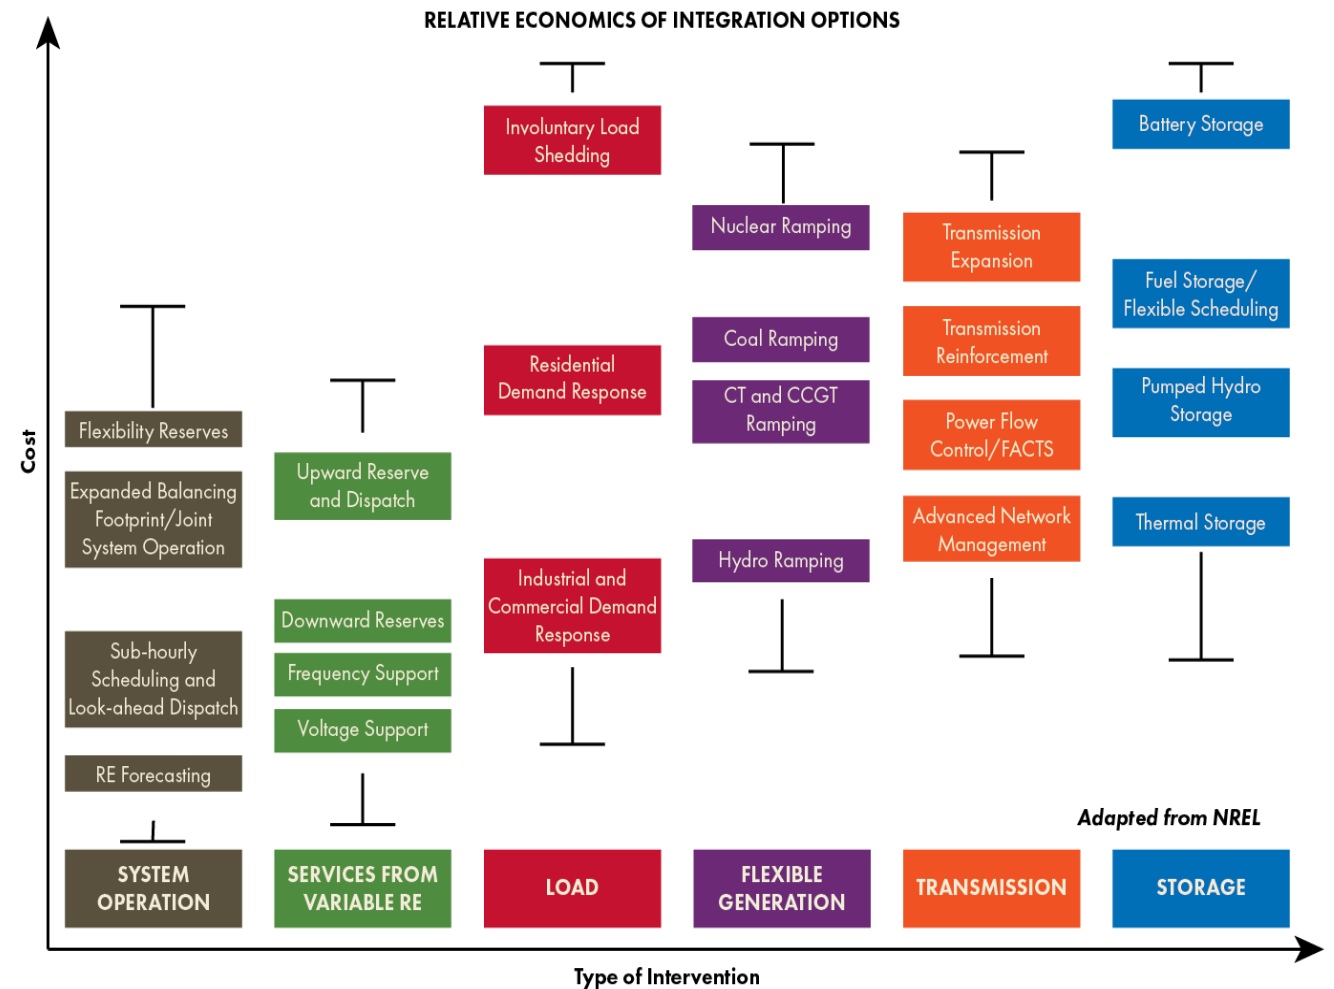 RELATIVE ECONOMICS OF INTEGRATION OPTIONS
Cost
Flexibility Reserves
Expanded Balancing
Footprint/Joint
System Operation
Sub-hourly
Scheduling and
Look-ahead Dispatch
RE Forecasting
SYSTEM
OPERATION
Upward Reserve
and Dispatch
Downward Reserves
Frequency Support
Voltage Support
SERVICES FROM
VARIABLE RE
Involuntary Load
Shedding
Residential
Demand Response
Industrial and
Commercial Demand
Response
LOAD
Nuclear Ramping
Coal Ramping
CT and CCGT
Ramping
Hydro Ramping
FLEXIBLE
GENERATION
Transmission
Expansion
Transmission
Reinforcement
Power Flow
Control/FACTS
Advanced Network
Management
TRANSMISSION
Battery Storage
Fuel Storage/
Flexible Scheduling
Pumped Hydro
Storage
Thermal Storage
Adapted from NREL
STORAGE
Type of Intervention